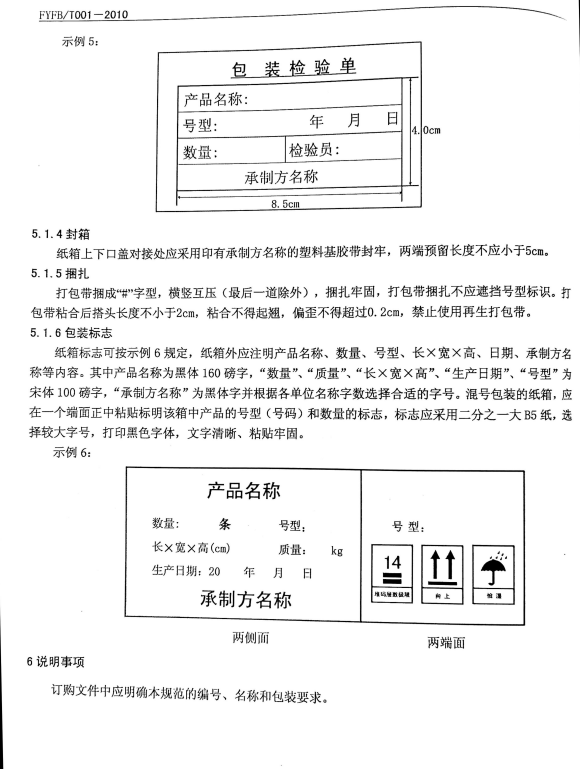 FYFB/T001—2010
示例 5：
包 装 检 验 单
产品名称:
号型: 年 月 日
4.0cm
数量: 检验员:
承制方名称
8.5cm
5.1.4 封箱
纸箱上下口盖对接处应采用印有承制方名称的塑料基胶带封牢，两端预留长度不应小于5cm。
5.1.5 捆扎
打包带捆成“#”字型，横竖互压（最后一道除外），捆扎牢固，打包带捆扎不应遮挡号型标识。打
包带粘合后搭头长度不小于2cm，粘合不得起翘，偏歪不得超过0.2cm，禁止使用再生打包带。
5.1.6 包装标志
纸箱标志可按示例 6 规定，纸箱外应注明产品名称、数量、号型、长×宽×高、日期、承制方名
称等内容。其中产品名称为黑体 160 磅字，“数量”、“质量”、“长×宽×高”、“生产日期”、“号型”为
宋体 100 磅字，“承制方名称”为黑体字并根据各单位名称字数选择合适的字号。混号包装的纸箱，应
在一个端面正中粘贴标明该箱中产品的号型（号码）和数量的标志，标志应采用二分之一大 B5 纸，选
择较大字号，打印黑色字体，文字清晰、粘贴牢固。
示例 6：
产品名称
数量: 条 号型:
长×宽×高(cm) 质量: kg
生产日期: 20 年 月 日
承制方名称
号 型:
14
堆码层数极限 向 上 怕 湿
两侧面 两端面
6 说明事项
订购文件中应明确本规范的编号、名称和包装要求。